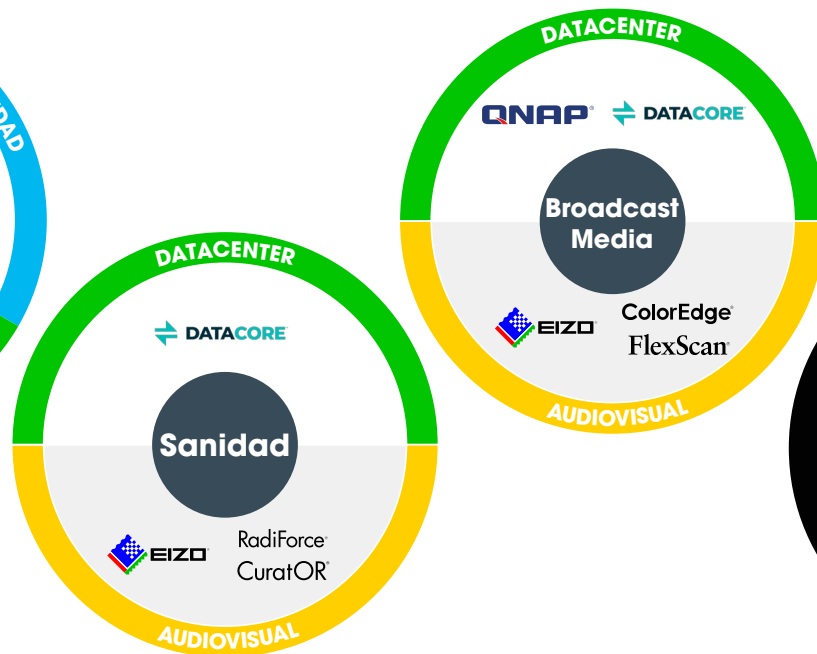 DATACENTER
QNAP®
DATACORE
Broadcast
Media
EIZO
ColorEdge®
FlexScan®
AUDIOVISUAL
DATACENTER
DATACORE
Sanidad
EIZO
RadiForce®
CuratOR®
AUDIOVISUAL